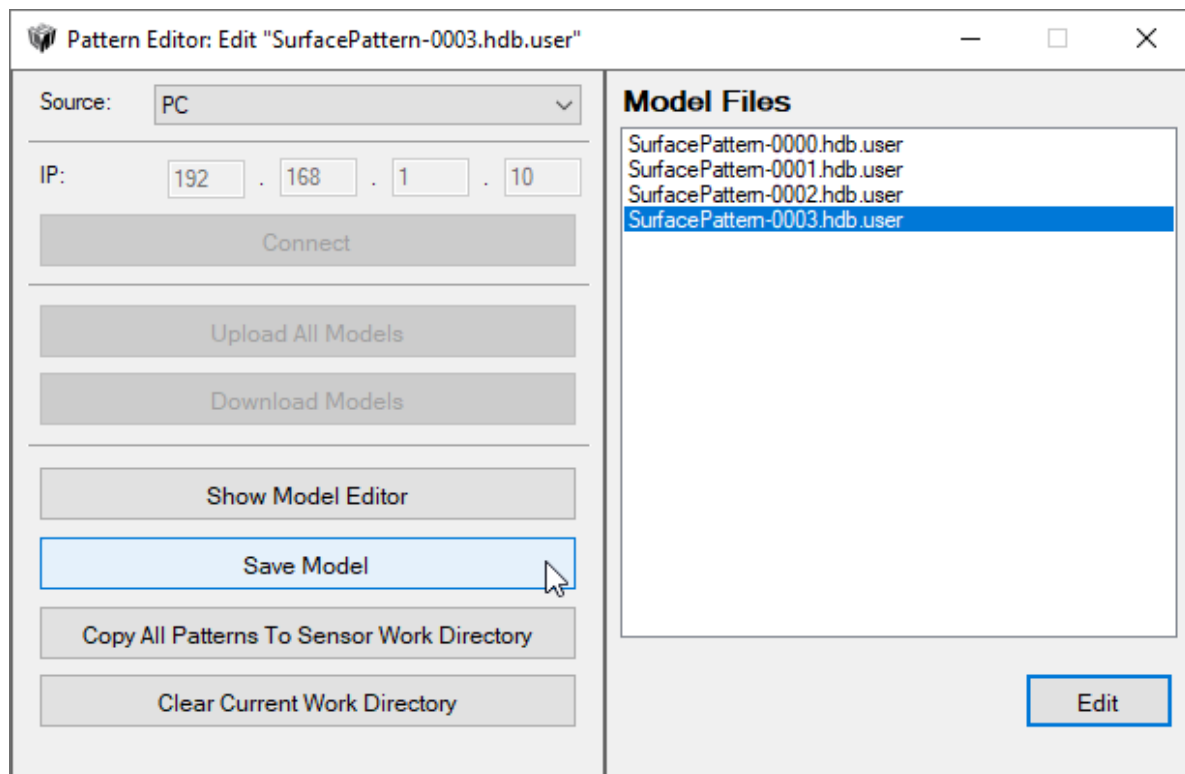 Pattern Editor: Edit "SurfacePattern-0003.hdb.user"
Source: PC
IP: 192 . 168 . 1 . 10
Connect
Upload All Models
Download Models
Show Model Editor
Save Model
Copy All Patterns To Sensor Work Directory
Clear Current Work Directory
Model Files
SurfacePattern-0000.hdb.user
SurfacePattern-0001.hdb.user
SurfacePattern-0002.hdb.user
SurfacePattern-0003.hdb.user
Edit